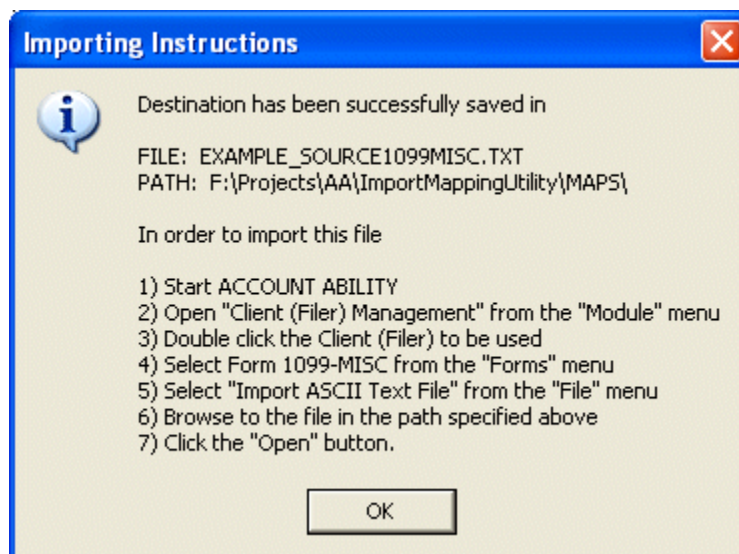 Importing Instructions
Destination has been successfully saved in
FILE: EXAMPLE_SOURCE1099MISC.TXT
PATH: F:\Projects\AA\ImportMappingUtility\MAPS\
In order to import this file
1) Start ACCOUNT ABILITY
2) Open "Client (Filer) Management" from the "Module" menu
3) Double click the Client (Filer) to be used
4) Select Form 1099-MISC from the "Forms" menu
5) Select "Import ASCII Text File" from the "File" menu
6) Browse to the file in the path specified above
7) Click the "Open" button.
OK